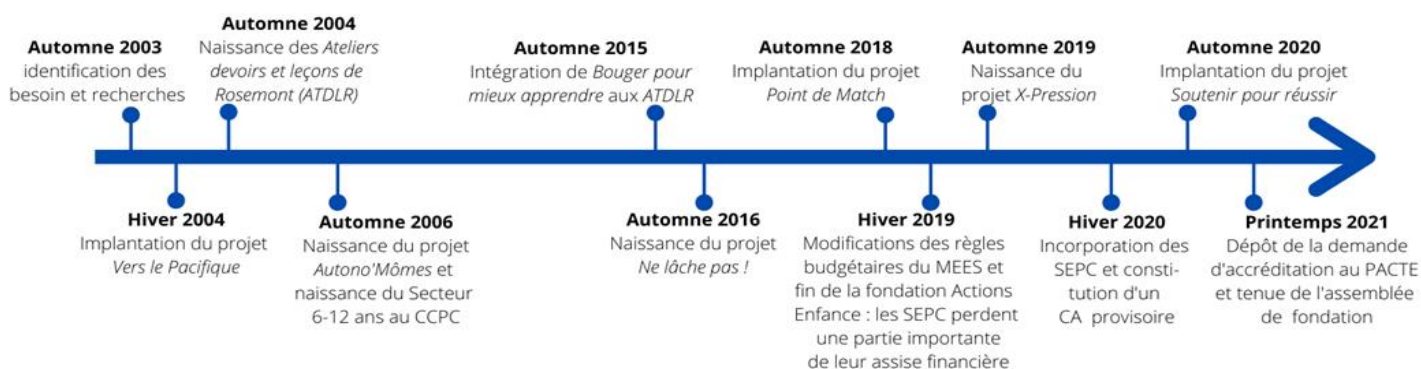 Automne 2003
identification des
besoin et recherches
Automne 2004
Naissance des Ateliers
devoirs et leçons de
Rosemont (ATDLR)
Automne 2015
Intégration de Bouger pour
mieux apprendre aux ATDLR
Automne 2018
Implantation du projet
Point de Match
Automne 2019
Naissance du
projet X-Pression
Automne 2020
Implantation du projet
Soutenir pour réussir
Hiver 2004
Implantation du projet
Vers le Pacifique
Automne 2006
Naissance du projet
Autono'Mômes et
naissance du Secteur
6-12 ans au CCPC
Automne 2016
Naissance du projet
Ne lâche pas !
Hiver 2019
Modifications des règles
budgétaires du MEES et
fin de la fondation Actions
Enfance : les SEPC perdent
une partie importante
de leur assise financière
Hiver 2020
Incorporation des
SEPC et consti-
tution d'un
CA provisoire
Printemps 2021
Dépôt de la demande
d'accréditation au PACTE
et tenue de l'assemblée
de fondation